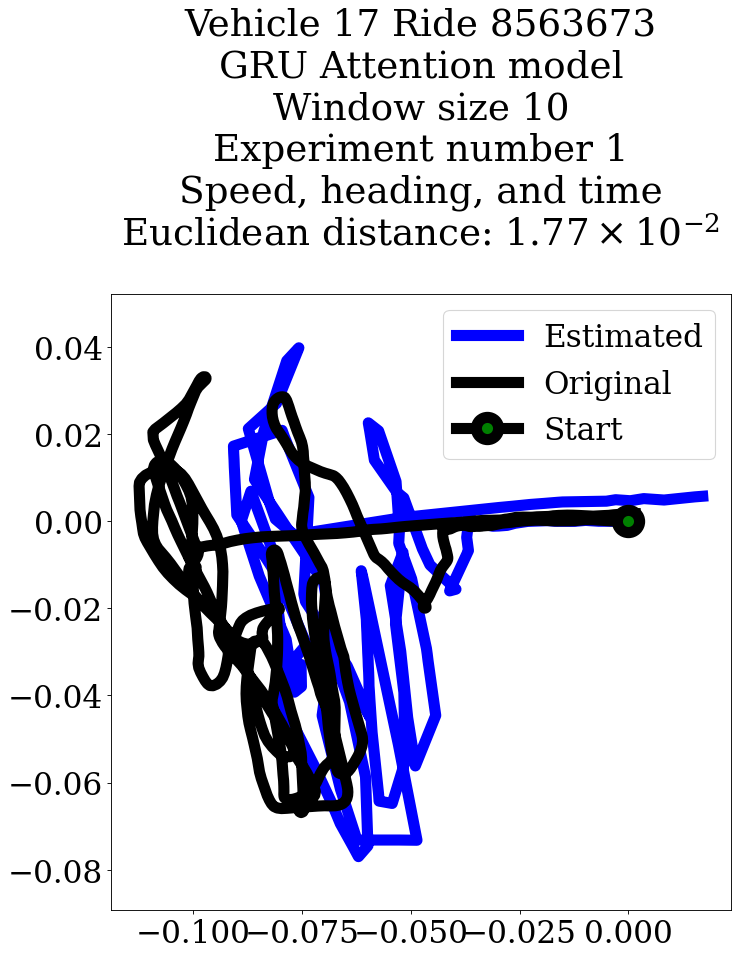 Vehicle 17 Ride 8563673
GRU Attention model
Window size 10
Experiment number 1
Speed, heading, and time
Euclidean distance: 1.77 × 10⁻²
Estimated
Original
Start
0.04
0.02
0.00
−0.02
−0.04
−0.06
−0.08
−0.100 −0.075 −0.050 −0.025 0.000